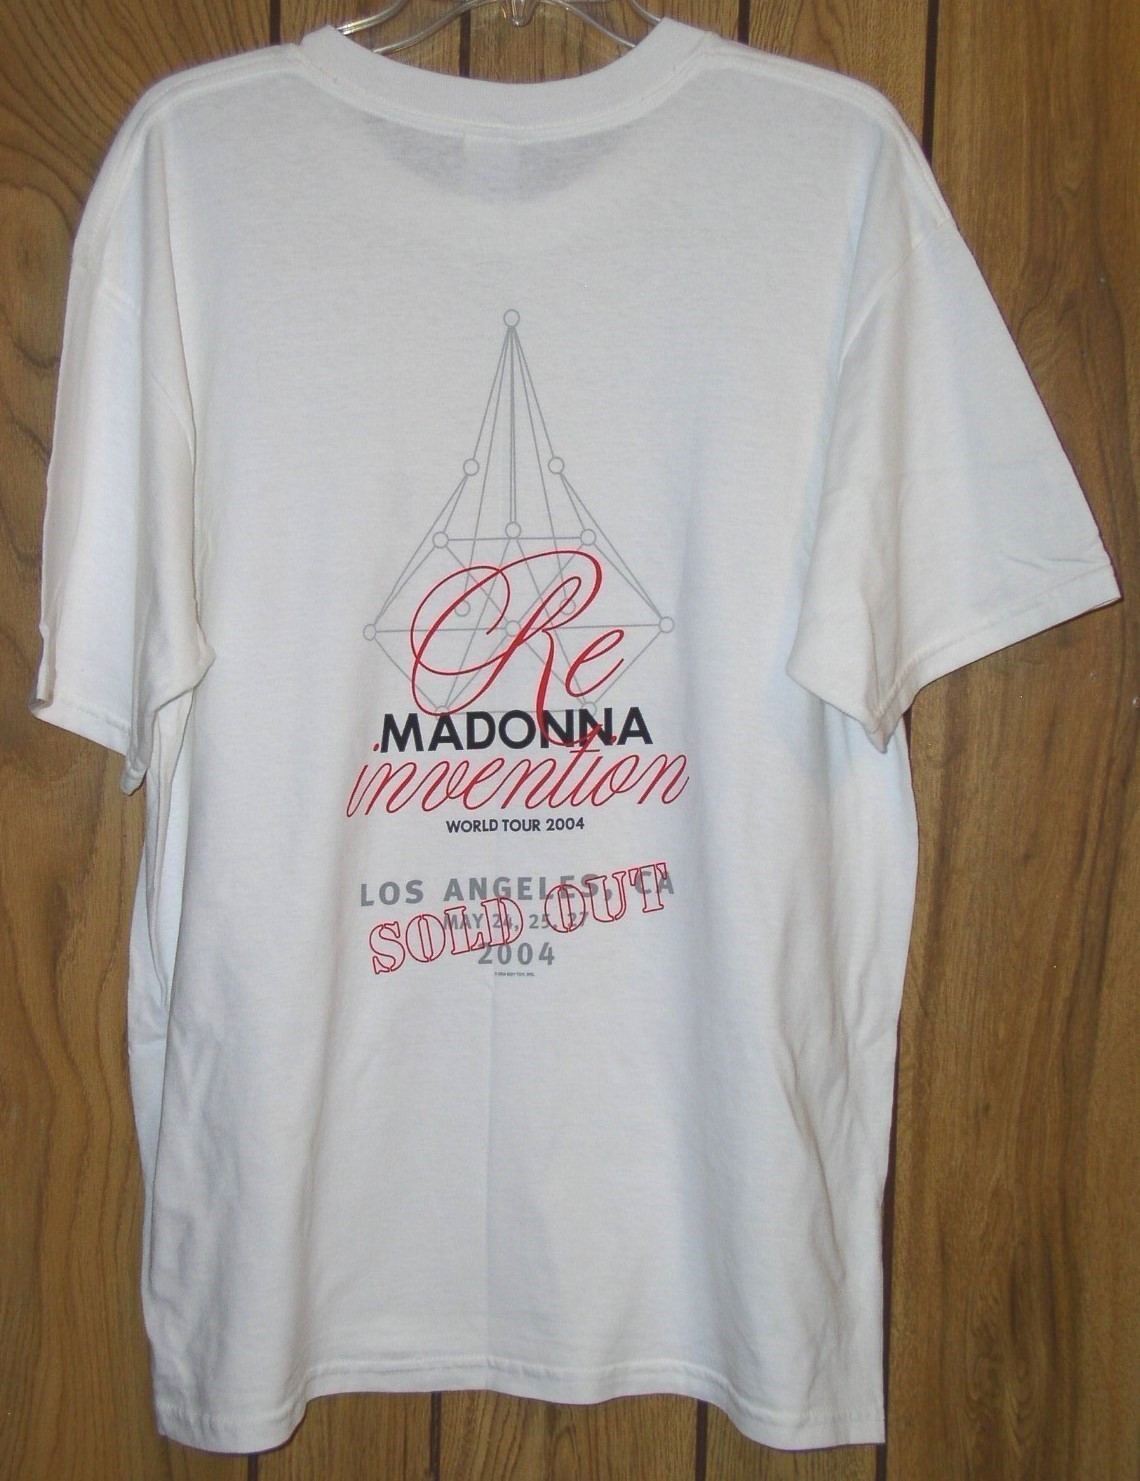 Re
MADONNA
invention
WORLD TOUR 2004
LOS ANGELES, CA
SOLD OUT
MAY 24, 25, 27
2004